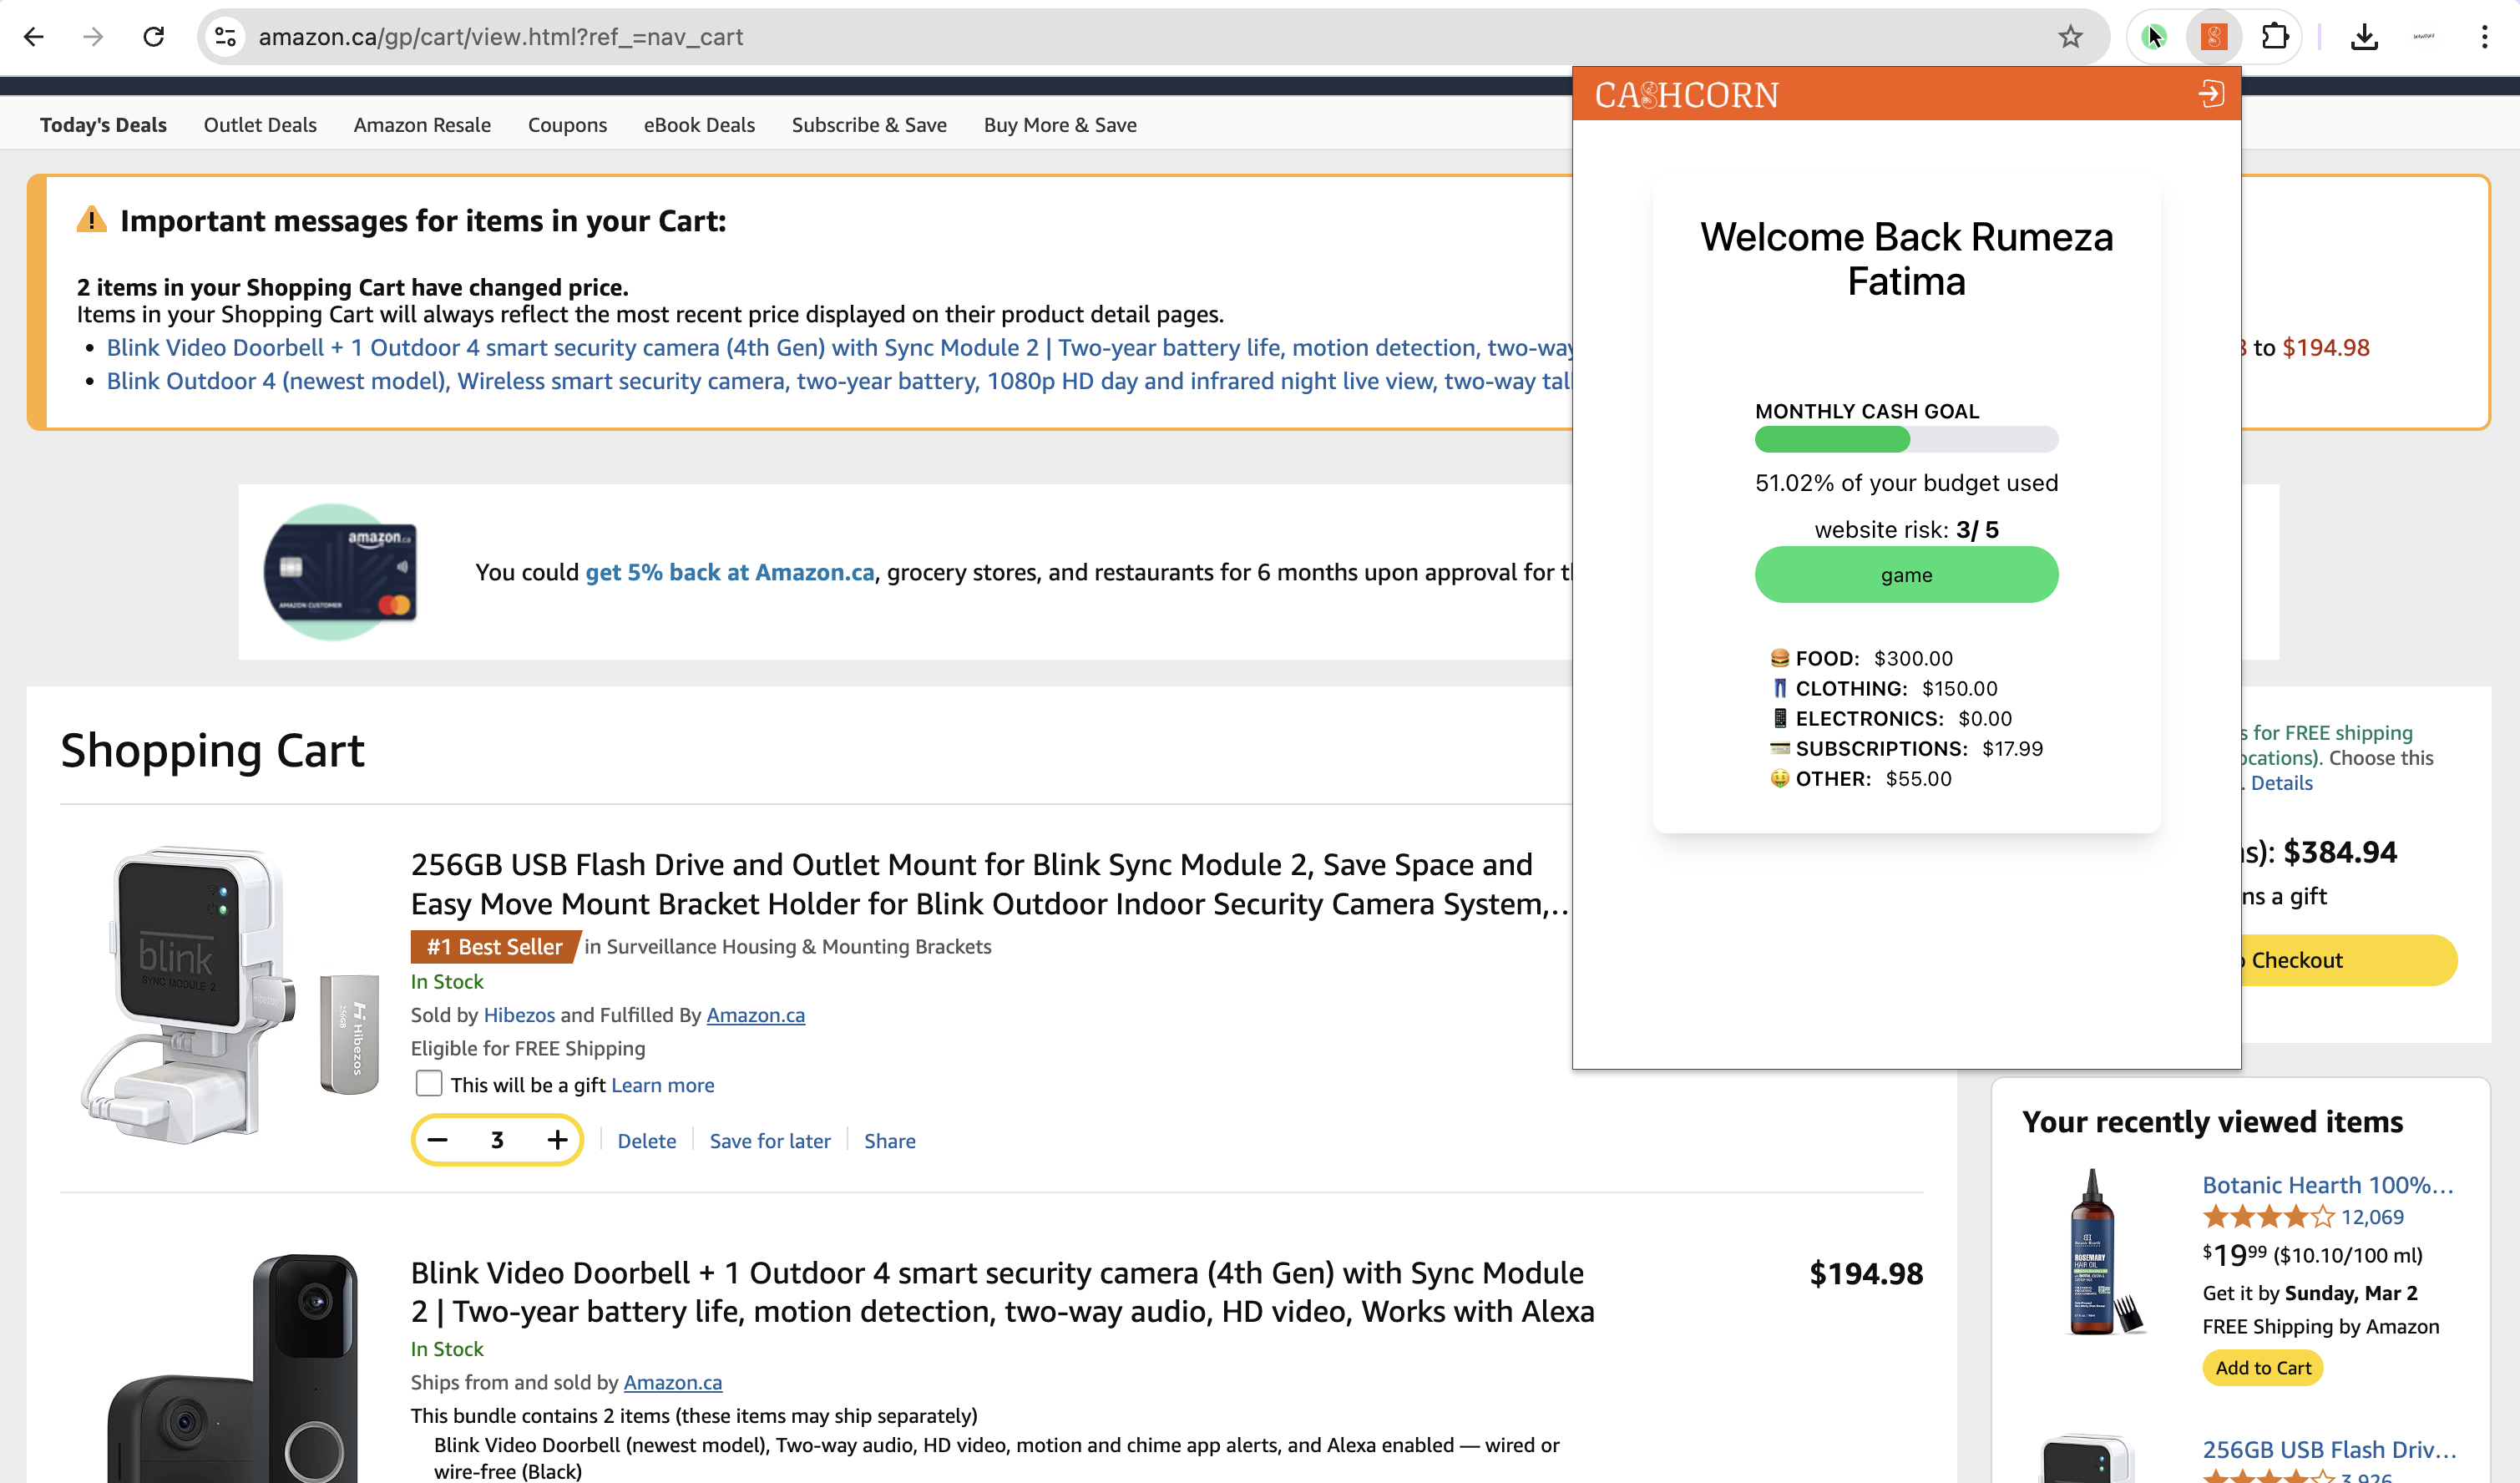 amazon.ca/gp/cart/view.html?ref_=nav_cart
CASHCORN
Today's Deals Outlet Deals Amazon Resale Coupons eBook Deals Subscribe & Save Buy More & Save
Important messages for items in your Cart:
2 items in your Shopping Cart have changed price.
Items in your Shopping Cart will always reflect the most recent price displayed on their product detail pages.
• Blink Video Doorbell + 1 Outdoor 4 smart security camera (4th Gen) with Sync Module 2 | Two-year battery life, motion detection, two-way
to $194.98
• Blink Outdoor 4 (newest model), Wireless smart security camera, two-year battery, 1080p HD day and infrared night live view, two-way tal
amazon.ca
AMAZON CUSTOMER
You could get 5% back at Amazon.ca, grocery stores, and restaurants for 6 months upon approval for t
Welcome Back Rumeza
Fatima
MONTHLY CASH GOAL
51.02% of your budget used
website risk: 3/ 5
game
🍔 FOOD: $300.00
👖 CLOTHING: $150.00
📱 ELECTRONICS: $0.00
💳 SUBSCRIPTIONS: $17.99
🤑 OTHER: $55.00
s for FREE shipping
ocations). Choose this
. Details
s): $384.94
ns a gift
Checkout
Shopping Cart
blink
SYNC MODULE 2
Hibezos
256GB
256GB USB Flash Drive and Outlet Mount for Blink Sync Module 2, Save Space and
Easy Move Mount Bracket Holder for Blink Outdoor Indoor Security Camera System,…
#1 Best Seller in Surveillance Housing & Mounting Brackets
In Stock
Sold by Hibezos and Fulfilled By Amazon.ca
Eligible for FREE Shipping
This will be a gift Learn more
− 3 + Delete Save for later Share
Blink Video Doorbell + 1 Outdoor 4 smart security camera (4th Gen) with Sync Module
2 | Two-year battery life, motion detection, two-way audio, HD video, Works with Alexa
$194.98
In Stock
Ships from and sold by Amazon.ca
This bundle contains 2 items (these items may ship separately)
Blink Video Doorbell (newest model), Two-way audio, HD video, motion and chime app alerts, and Alexa enabled — wired or
wire-free (Black)
Your recently viewed items
ROSEMARY
HAIR OIL
Botanic Hearth 100%…
12,069
$19.99 ($10.10/100 ml)
Get it by Sunday, Mar 2
FREE Shipping by Amazon
Add to Cart
256GB USB Flash Driv…
3,926